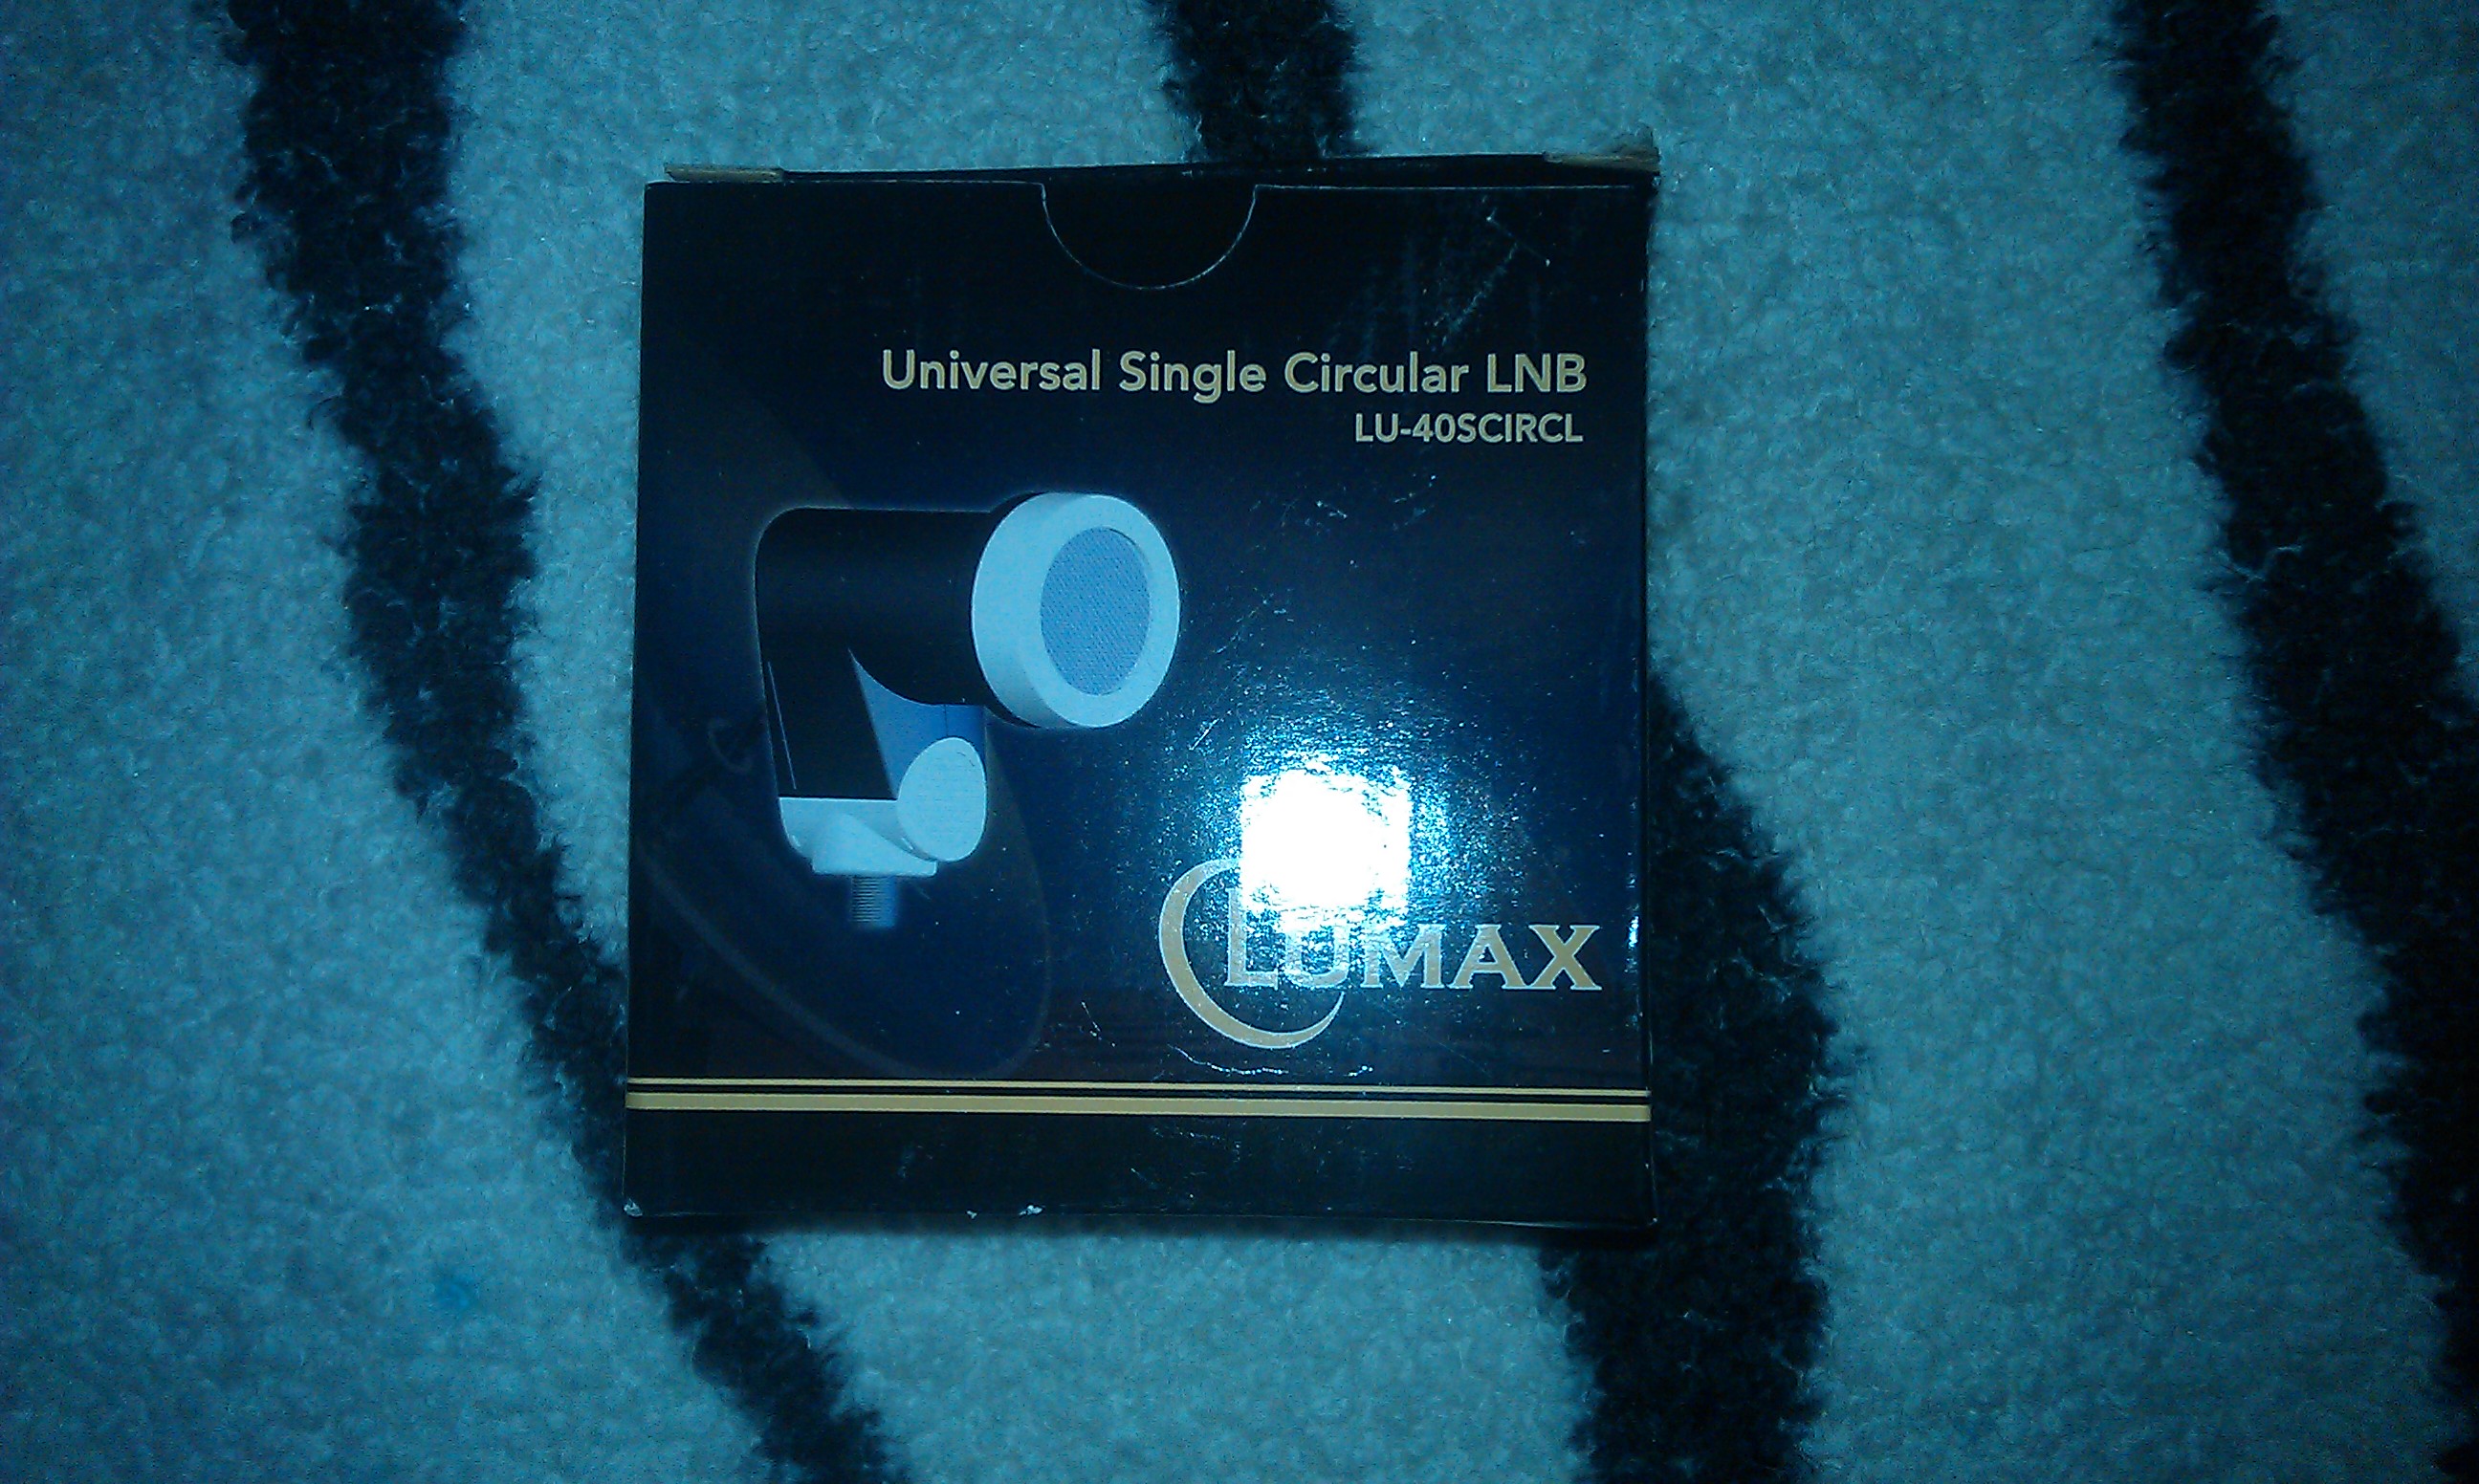 Universal Single Circular LNB
LU-40SCIRCL
LUMAX